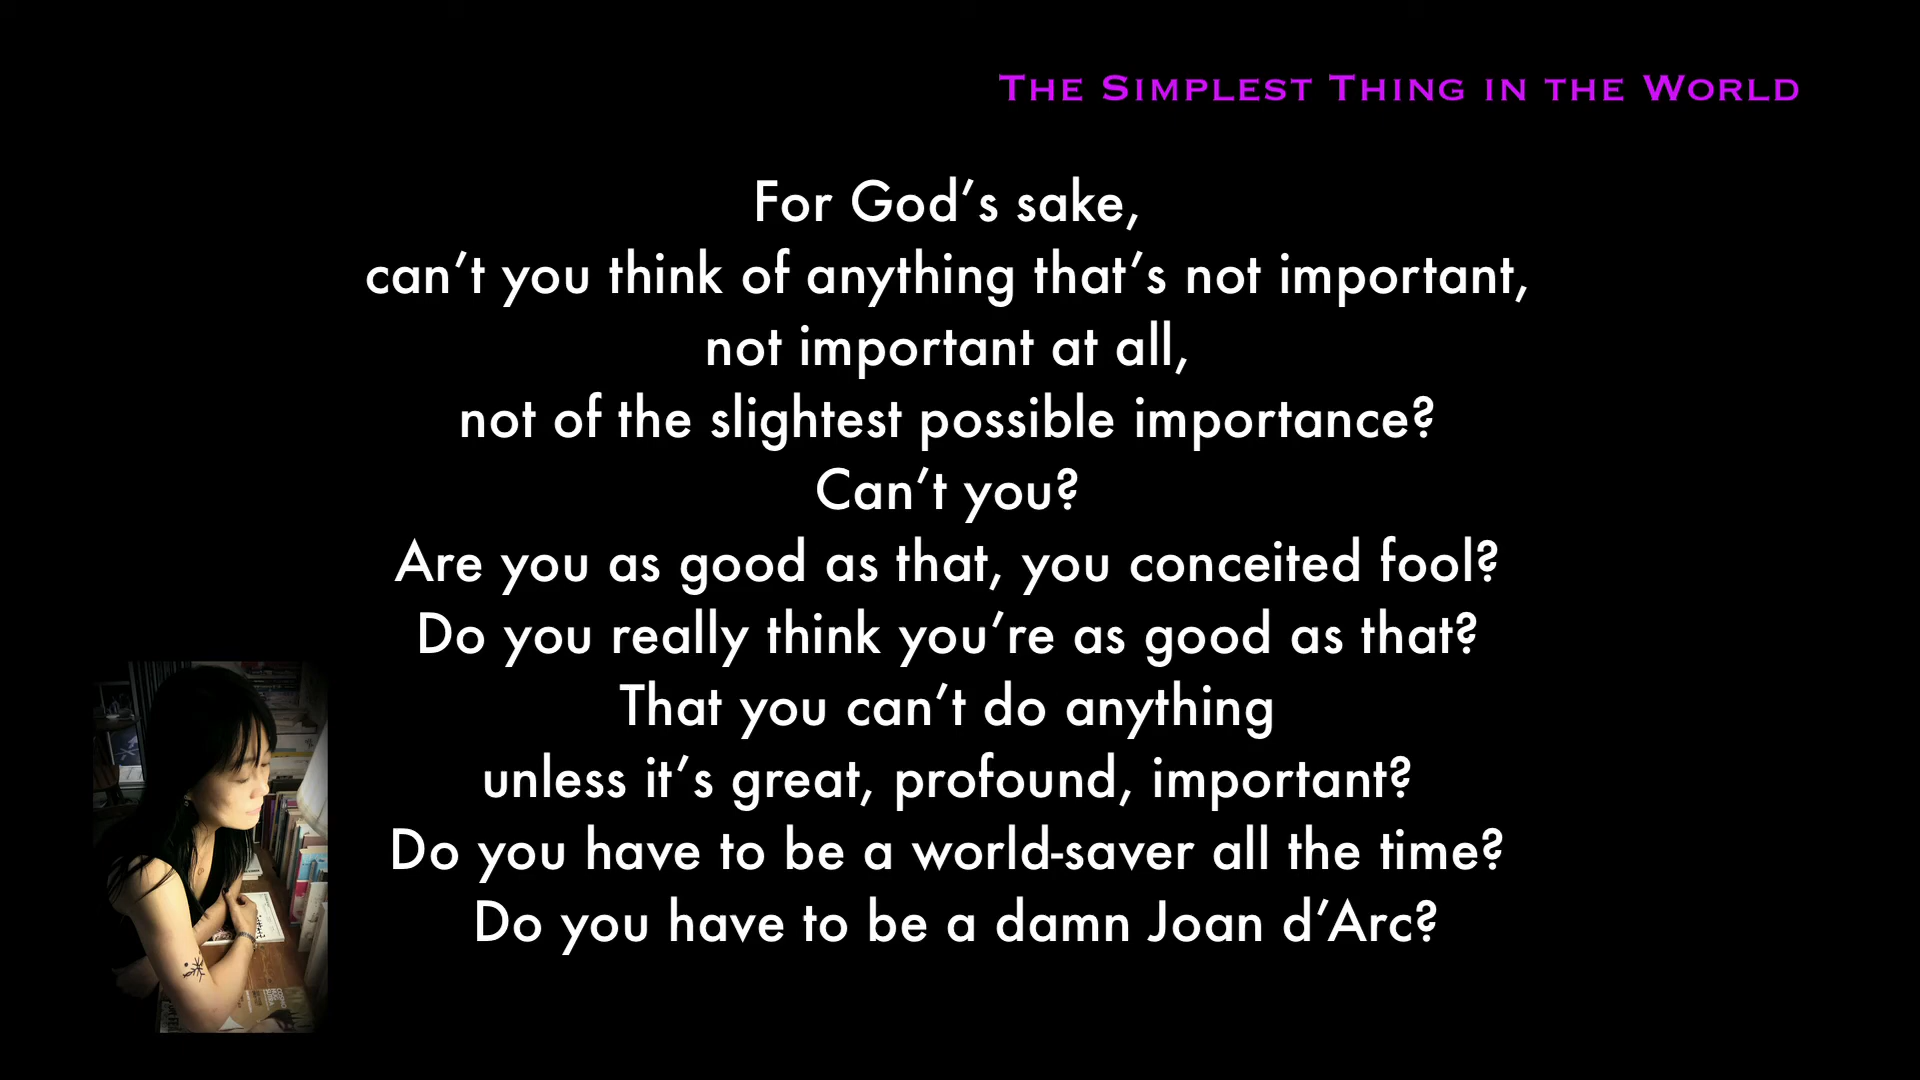 The Simplest Thing in the World
For God’s sake,
can’t you think of anything that’s not important,
not important at all,
not of the slightest possible importance?
Can’t you?
Are you as good as that, you conceited fool?
Do you really think you’re as good as that?
That you can’t do anything
unless it’s great, profound, important?
Do you have to be a world-saver all the time?
Do you have to be a damn Joan d’Arc?